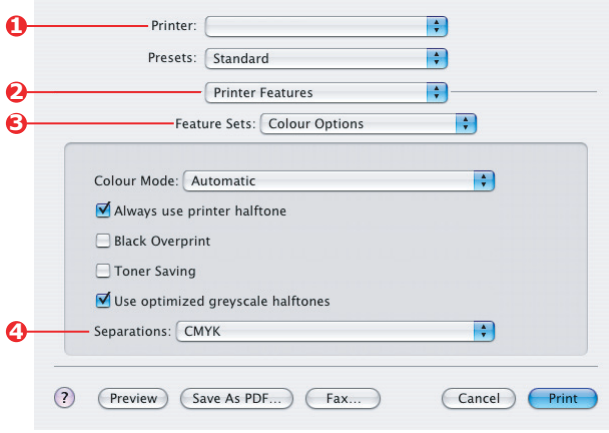 1 Printer:
Presets: Standard
2 Printer Features
3 Feature Sets: Colour Options
Colour Mode: Automatic
Always use printer halftone
Black Overprint
Toner Saving
Use optimized greyscale halftones
4 Separations: CMYK
? Preview Save As PDF... Fax... Cancel Print